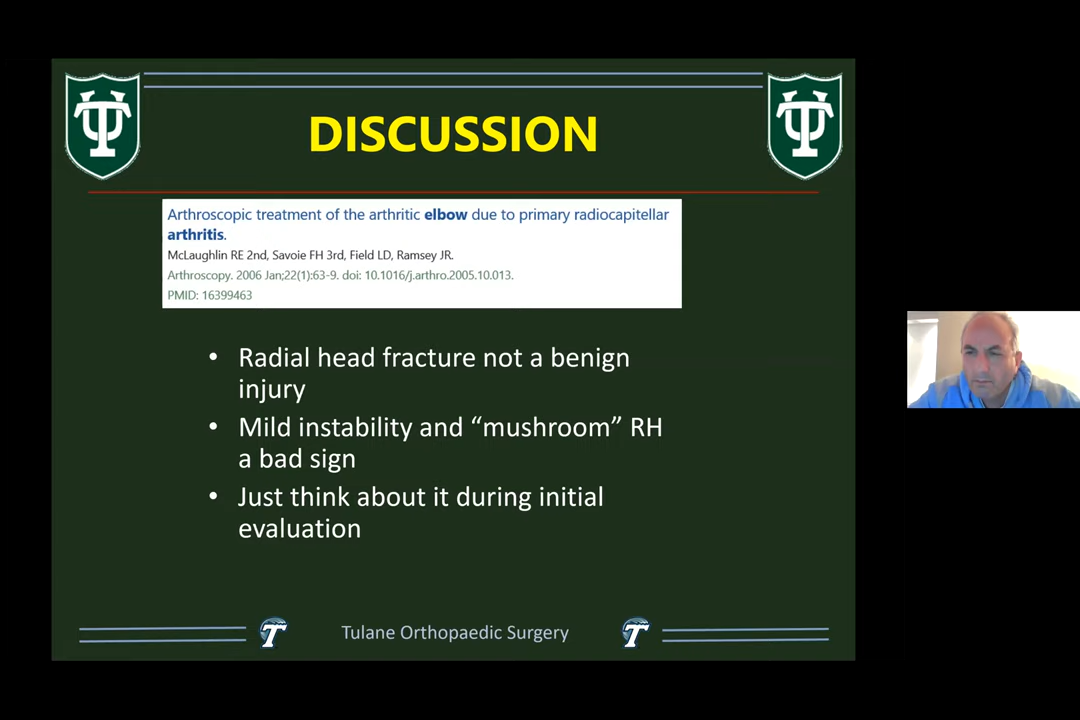 DISCUSSION
Arthroscopic treatment of the arthritic elbow due to primary radiocapitellar
arthritis.
McLaughlin RE 2nd, Savoie FH 3rd, Field LD, Ramsey JR.
Arthroscopy. 2006 Jan;22(1):63-9. doi: 10.1016/j.arthro.2005.10.013.
PMID: 16399463
• Radial head fracture not a benign
injury
• Mild instability and “mushroom” RH
a bad sign
• Just think about it during initial
evaluation
T
Tulane Orthopaedic Surgery
T